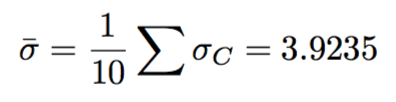 σ̄ = 1/10 ∑ σ_C = 3.9235